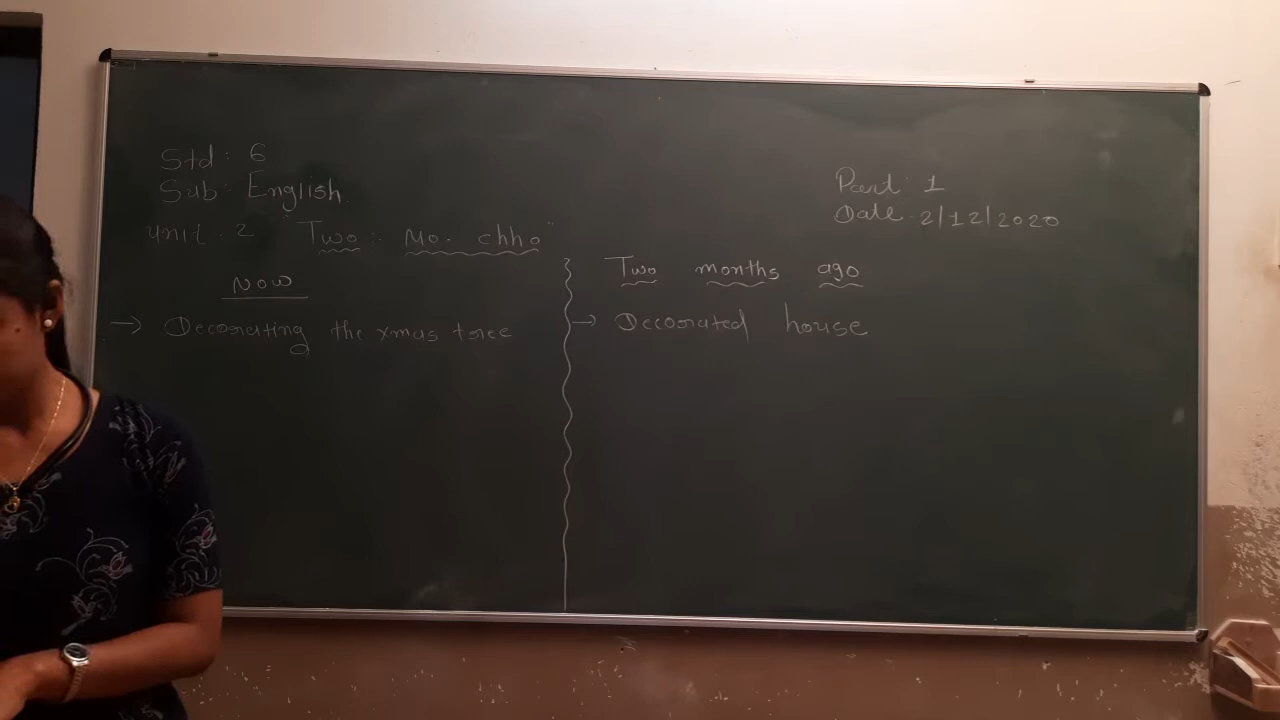 Std: 6
Sub: English
Unit: 2 "Two: Mo. chho"
Part: 1
Date: 2/12/2020
Now
→ Decorating the xmas tree
Two months ago
→ Decorated house